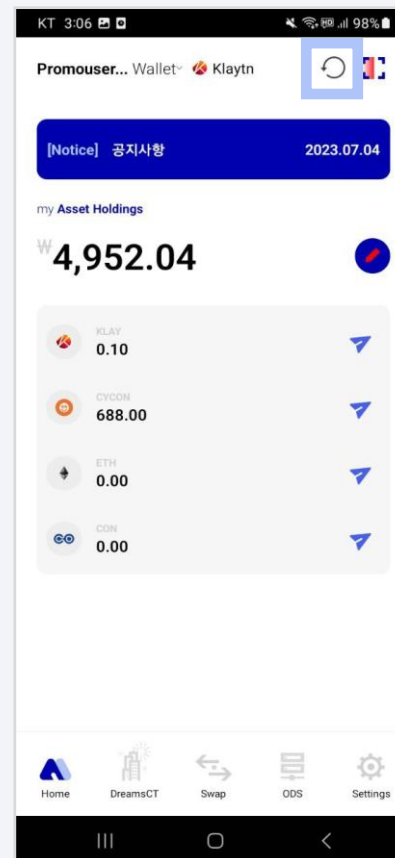 KT 3:06 98%
Promouser... Wallet Klaytn
[Notice] 공지사항 2023.07.04
my Asset Holdings
₩4,952.04
KLAY
0.10
CYCON
688.00
ETH
0.00
CON
0.00
Home DreamsCT Swap ODS Settings